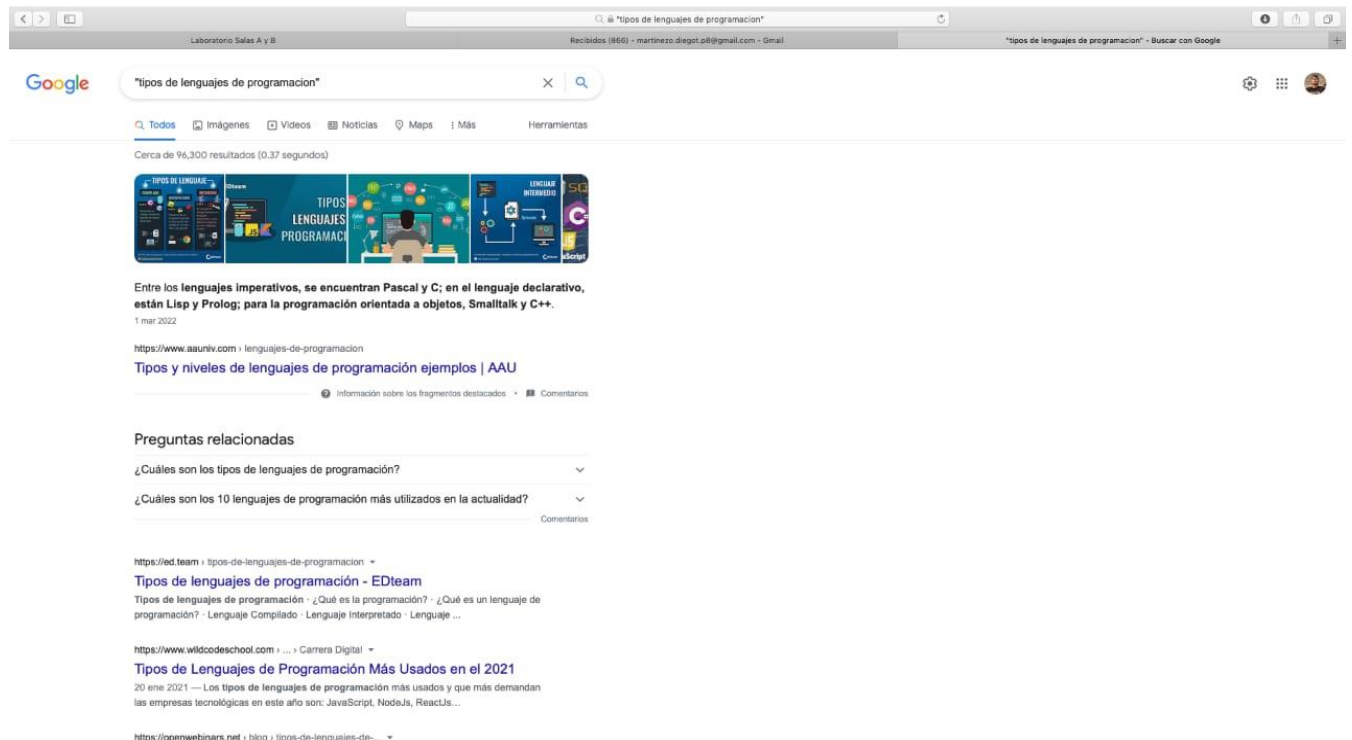 "tipos de lenguajes de programacion"
Laboratorio Salas A y B
Recibidos (866) - martinezo.diegot.p8@gmail.com - Gmail
"tipos de lenguajes de programacion" - Buscar con Google
Google
"tipos de lenguajes de programacion"
Todos Imágenes Videos Noticias Maps Más Herramientas
Cerca de 96,300 resultados (0.37 segundos)
TIPOS DE LENGUAJE
EDteam
TIPOS
LENGUAJES
PROGRAMACI
LENGUAJE
INTERMEDIO
Entre los lenguajes imperativos, se encuentran Pascal y C; en el lenguaje declarativo,
están Lisp y Prolog; para la programación orientada a objetos, Smalltalk y C++.
1 mar 2022
https://www.aauniv.com › lenguajes-de-programacion
Tipos y niveles de lenguajes de programación ejemplos | AAU
Información sobre los fragmentos destacados • Comentarios
Preguntas relacionadas
¿Cuáles son los tipos de lenguajes de programación?
¿Cuáles son los 10 lenguajes de programación más utilizados en la actualidad?
Comentarios
https://ed.team › tipos-de-lenguajes-de-programacion
Tipos de lenguajes de programación - EDteam
Tipos de lenguajes de programación · ¿Qué es la programación? · ¿Qué es un lenguaje de
programación? · Lenguaje Compilado · Lenguaje Interpretado · Lenguaje ...
https://www.wildcodeschool.com › ... › Carrera Digital
Tipos de Lenguajes de Programación Más Usados en el 2021
20 ene 2021 — Los tipos de lenguajes de programación más usados y que más demandan
las empresas tecnológicas en este año son: JavaScript, NodeJs, ReactJs...
https://openwebinars.net › blog › tipos-de-lenguajes-de-...